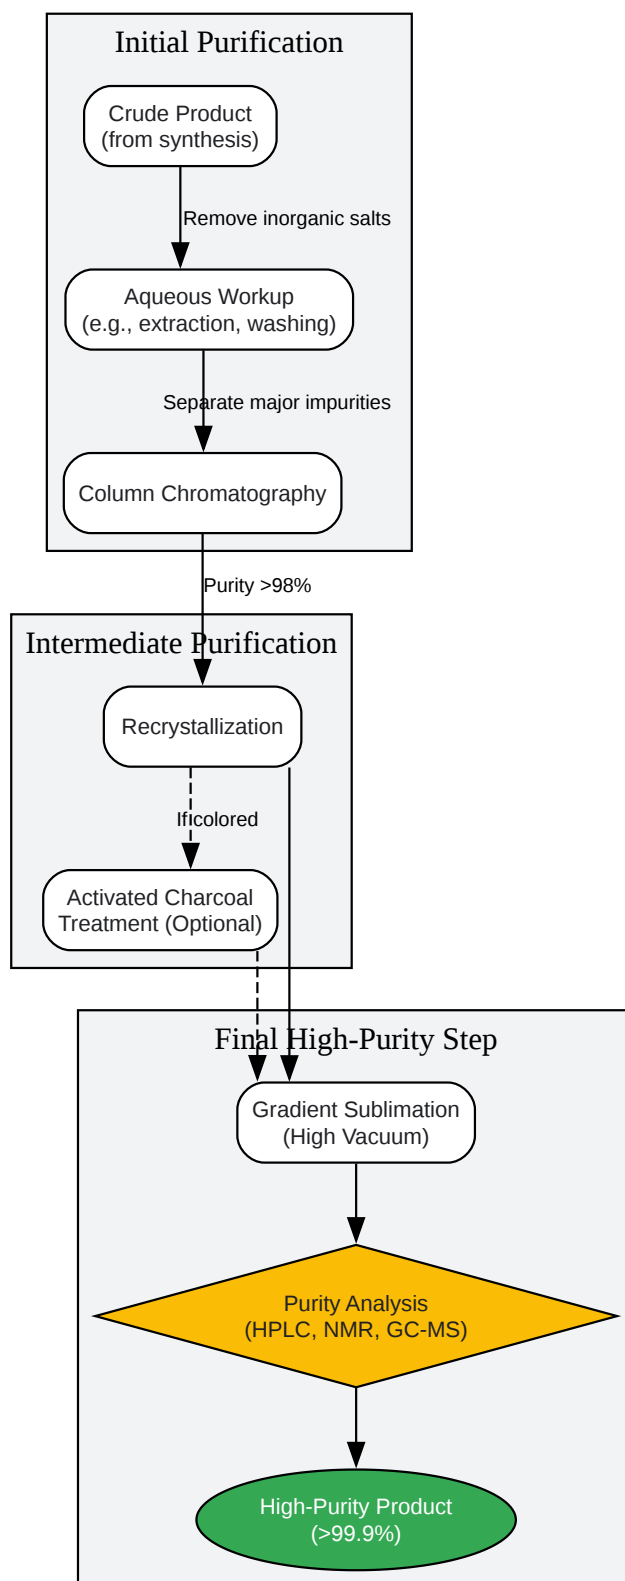 Initial Purification
Crude Product
(from synthesis)
Remove inorganic salts
Aqueous Workup
(e.g., extraction, washing)
Separate major impurities
Column Chromatography
Purity >98%
Intermediate Purification
Recrystallization
If colored
Activated Charcoal
Treatment (Optional)
Final High-Purity Step
Gradient Sublimation
(High Vacuum)
Purity Analysis
(HPLC, NMR, GC-MS)
High-Purity Product
(>99.9%)